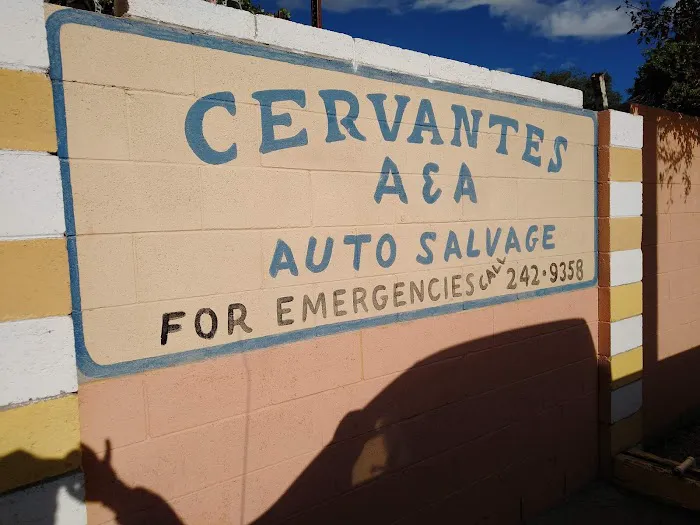 CERVANTES
A & A
AUTO SALVAGE
FOR EMERGENCIES CALL 242·9358